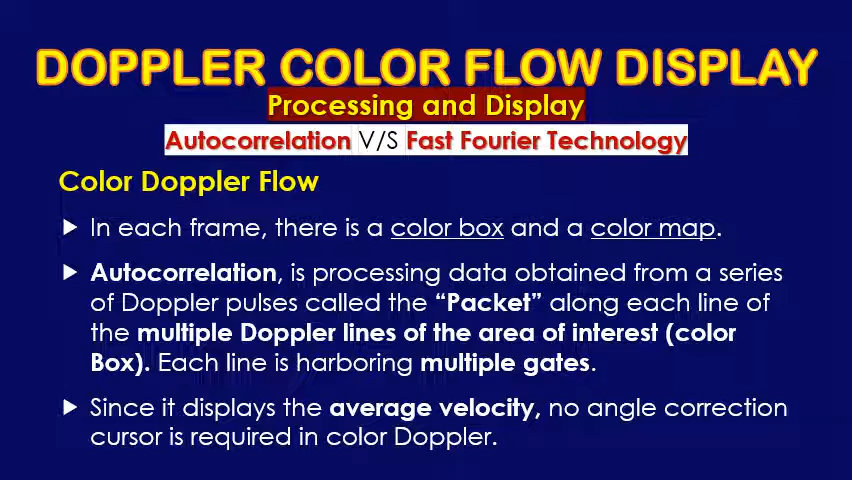 DOPPLER COLOR FLOW DISPLAY
Processing and Display
Autocorrelation V/S Fast Fourier Technology
Color Doppler Flow
In each frame, there is a color box and a color map.
Autocorrelation, is processing data obtained from a series
of Doppler pulses called the “Packet” along each line of
the multiple Doppler lines of the area of interest (color
Box). Each line is harboring multiple gates.
Since it displays the average velocity, no angle correction
cursor is required in color Doppler.